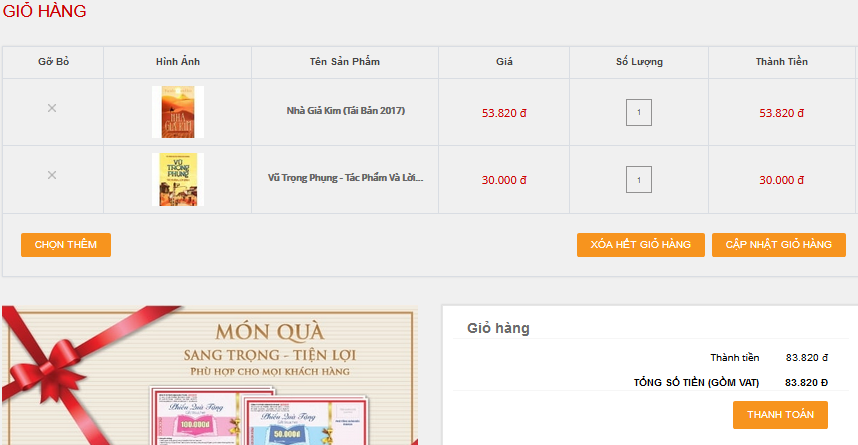 GIỎ HÀNG
Gỡ Bỏ Hình Ảnh Tên Sản Phẩm Giá Số Lượng Thành Tiền
NHÀ GIẢ KIM
Nhà Giả Kim (Tái Bản 2017) 53.820 đ 1 53.820 đ
VŨ TRỌNG PHỤNG
Vũ Trọng Phụng - Tác Phẩm Và Lời... 30.000 đ 1 30.000 đ
CHỌN THÊM XÓA HẾT GIỎ HÀNG CẬP NHẬT GIỎ HÀNG
MÓN QUÀ
SANG TRỌNG - TIỆN LỢI
PHÙ HỢP CHO MỌI KHÁCH HÀNG
Phiếu Quà Tặng
100.000đ
Phiếu Quà Tặng
50.000đ
Giỏ hàng
Thành tiền 83.820 đ
TỔNG SỐ TIỀN (GỒM VAT) 83.820 Đ
THANH TOÁN